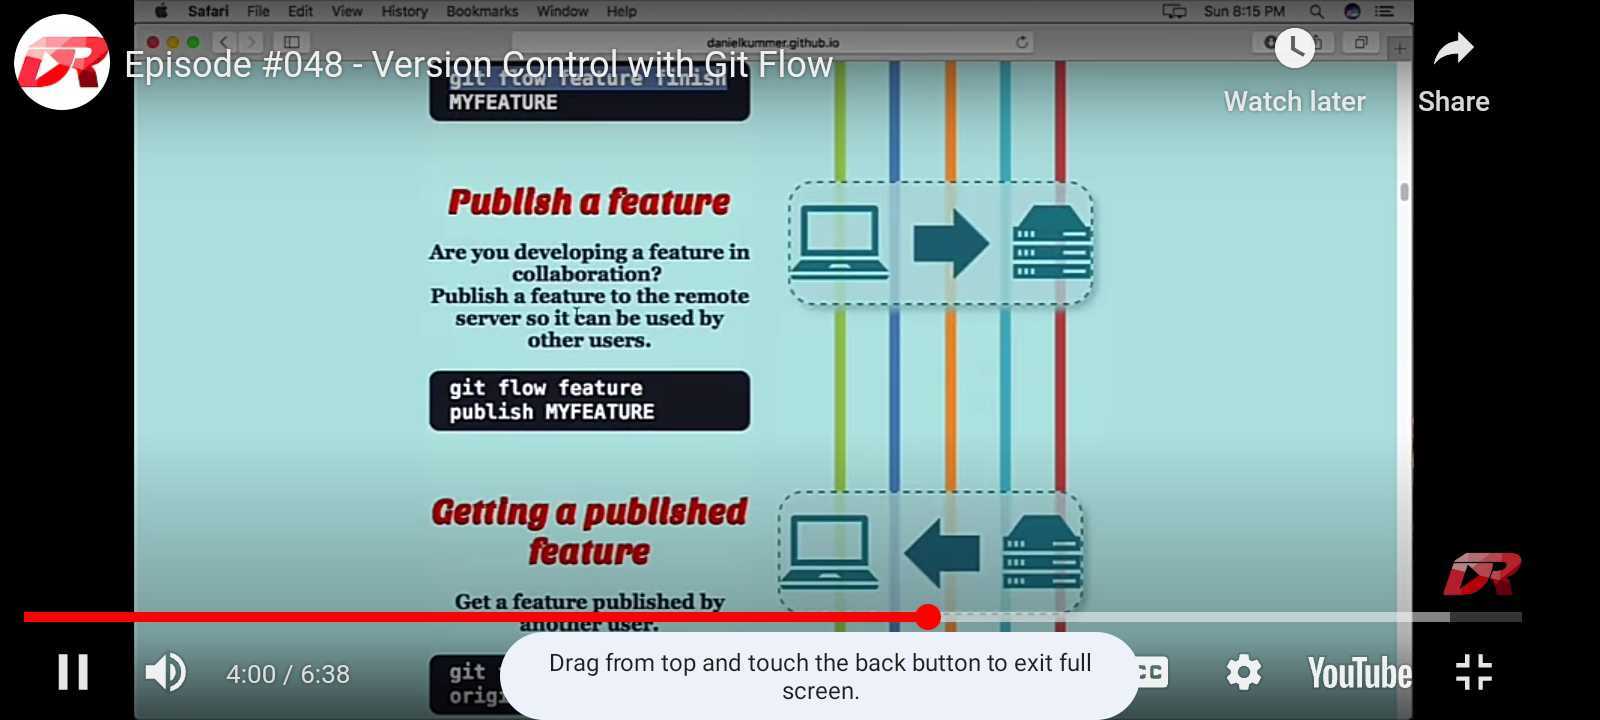 Safari File Edit View History Bookmarks Window Help Sun 8:15 PM
danielkummer.github.io
DR Episode #048 - Version Control with Git Flow
Watch later Share
git flow feature finish
MYFEATURE
Publish a feature
Are you developing a feature in
collaboration?
Publish a feature to the remote
server so it can be used by
other users.
git flow feature
publish MYFEATURE
Getting a published
feature
Get a feature published by
another user.
DR
git
origi
4:00 / 6:38
Drag from top and touch the back button to exit full
screen.
CC
YouTube